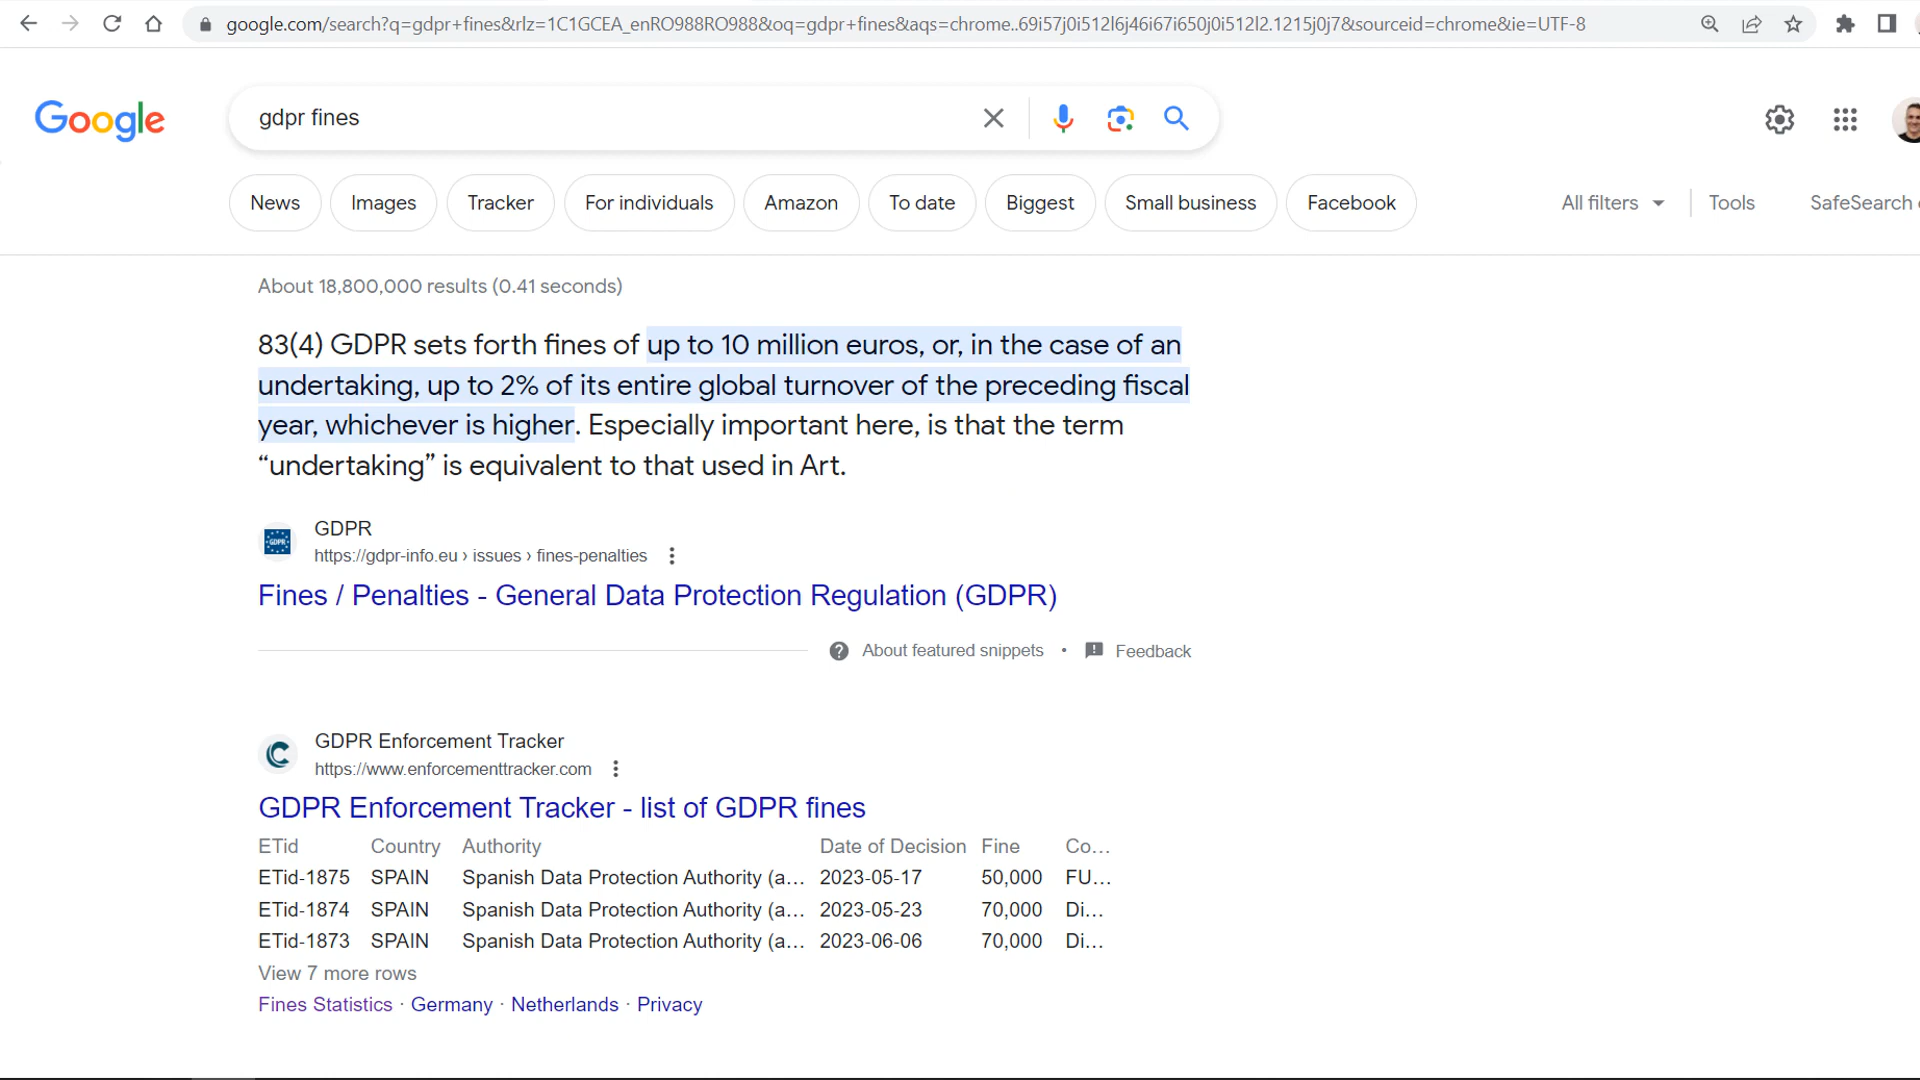 google.com/search?q=gdpr+fines&rlz=1C1GCEA_enRO988RO988&oq=gdpr+fines&aqs=chrome..69i57j0i512l6j46i67i650j0i512l2.1215j0j7&sourceid=chrome&ie=UTF-8
Google
gdpr fines
News Images Tracker For individuals Amazon To date Biggest Small business Facebook All filters Tools SafeSearch
About 18,800,000 results (0.41 seconds)
83(4) GDPR sets forth fines of up to 10 million euros, or, in the case of an
undertaking, up to 2% of its entire global turnover of the preceding fiscal
year, whichever is higher. Especially important here, is that the term
“undertaking” is equivalent to that used in Art.
GDPR
GDPR
https://gdpr-info.eu › issues › fines-penalties
Fines / Penalties - General Data Protection Regulation (GDPR)
About featured snippets • Feedback
GDPR Enforcement Tracker
https://www.enforcementtracker.com
GDPR Enforcement Tracker - list of GDPR fines
ETid Country Authority Date of Decision Fine Co...
ETid-1875 SPAIN Spanish Data Protection Authority (a... 2023-05-17 50,000 FU...
ETid-1874 SPAIN Spanish Data Protection Authority (a... 2023-05-23 70,000 Di...
ETid-1873 SPAIN Spanish Data Protection Authority (a... 2023-06-06 70,000 Di...
View 7 more rows
Fines Statistics · Germany · Netherlands · Privacy